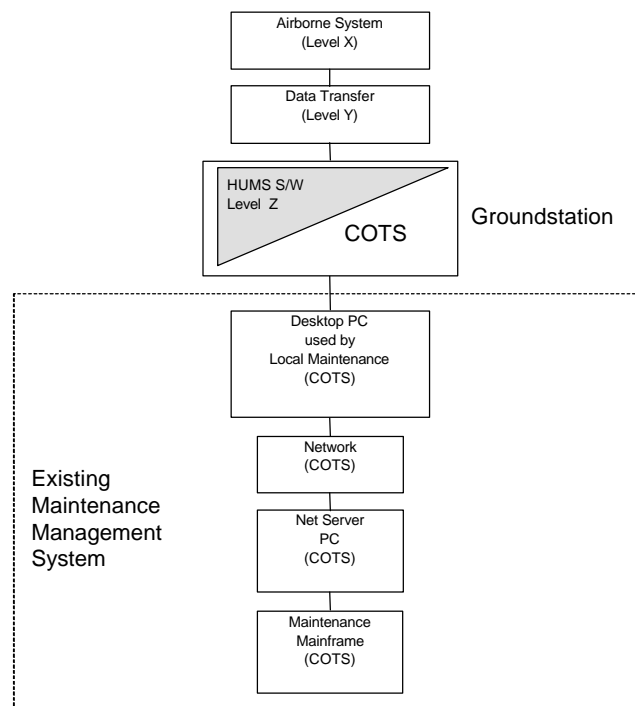 Airborne System
(Level X)
Data Transfer
(Level Y)
HUMS S/W
Level Z
COTS
Groundstation
Desktop PC
used by
Local Maintenance
(COTS)
Network
(COTS)
Existing
Maintenance
Management
System
Net Server
PC
(COTS)
Maintenance
Mainframe
(COTS)